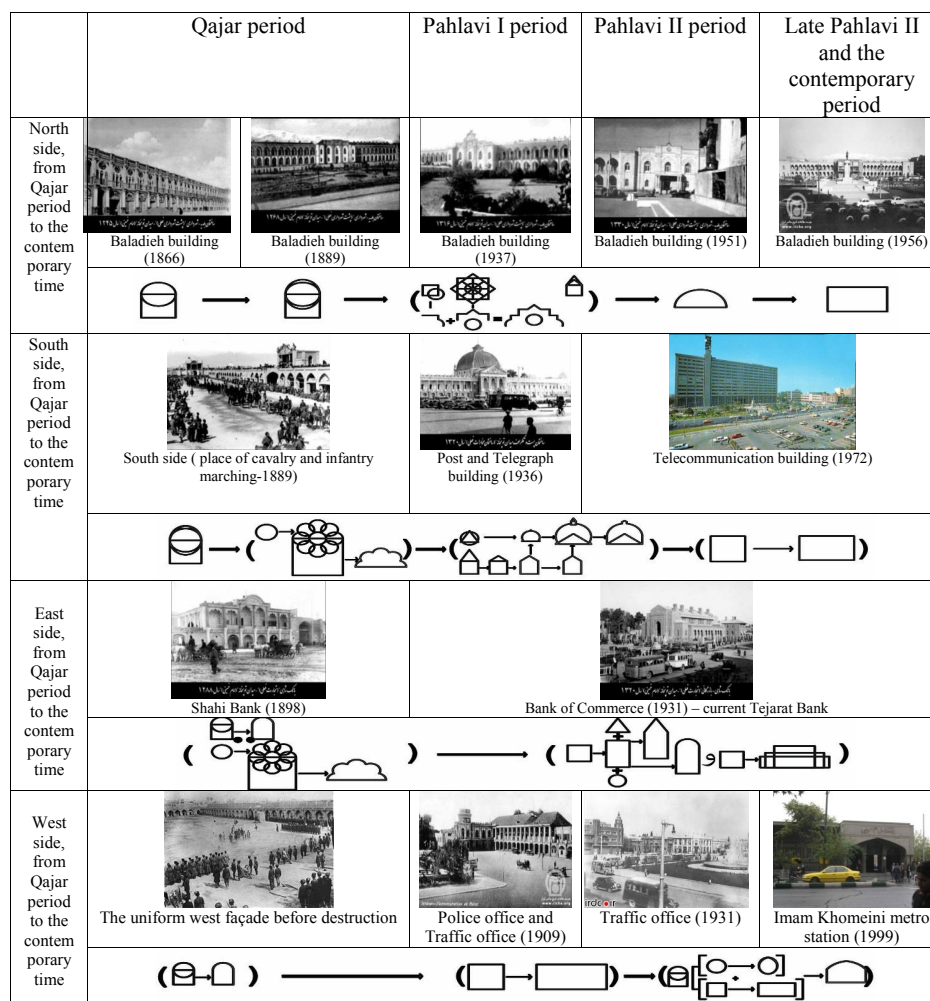 Qajar period
Pahlavi I period
Pahlavi II period
Late Pahlavi II
and the
contemporary
period
North
side,
from
Qajar
period
to the
contem
porary
time
Baladieh building
(1866)
Baladieh building
(1889)
Baladieh building
(1937)
Baladieh building (1951)
Baladieh building (1956)
South
side,
from
Qajar
period
to the
contem
porary
time
South side ( place of cavalry and infantry
marching-1889)
Post and Telegraph
building (1936)
Telecommunication building (1972)
East
side,
from
Qajar
period
to the
contem
porary
time
Shahi Bank (1898)
Bank of Commerce (1931) – current Tejarat Bank
West
side,
from
Qajar
period
to the
contem
porary
time
The uniform west façade before destruction
Police office and
Traffic office (1909)
Traffic office (1931)
Imam Khomeini metro
station (1999)